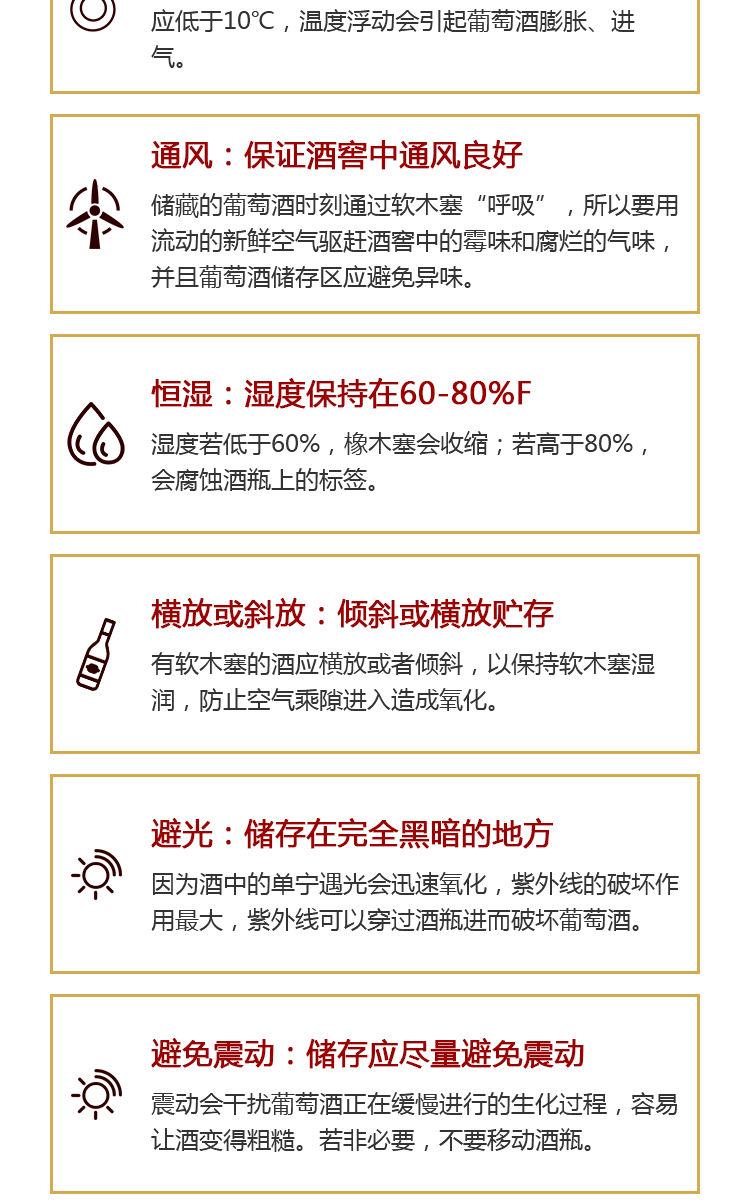 应低于10℃，温度浮动会引起葡萄酒膨胀、进
气。
通风：保证酒窖中通风良好
储藏的葡萄酒时刻通过软木塞“呼吸”，所以要用
流动的新鲜空气驱赶酒窖中的霉味和腐烂的气味，
并且葡萄酒储存区应避免异味。
恒湿：湿度保持在60-80%F
湿度若低于60%，橡木塞会收缩；若高于80%，
会腐蚀酒瓶上的标签。
横放或斜放：倾斜或横放贮存
有软木塞的酒应横放或者倾斜，以保持软木塞湿
润，防止空气乘隙进入造成氧化。
避光：储存在完全黑暗的地方
因为酒中的单宁遇光会迅速氧化，紫外线的破坏作
用最大，紫外线可以穿过酒瓶进而破坏葡萄酒。
避免震动：储存应尽量避免震动
震动会干扰葡萄酒正在缓慢进行的生化过程，容易
让酒变得粗糙。若非必要，不要移动酒瓶。